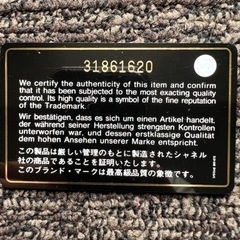 31861620
We certify the authenticity of this item and confirm
that it has been subjected to the most exacting quality
control. Its high quality is a symbol of the fine reputation
of the Trademark.
Wir bestätigen, dass es sich um einen Artikel handelt,
der während seiner Herstellung strengsten Kontrollen
unterworfen war, und dessen erstklassige Qualität
dem hohen Ansehen unserer Marke entspricht.
この製品は厳しい管理のもとに製造されたシャネル
社の商品であることを証明いたします。
このブランド・マークは最高級品質の象徴です。